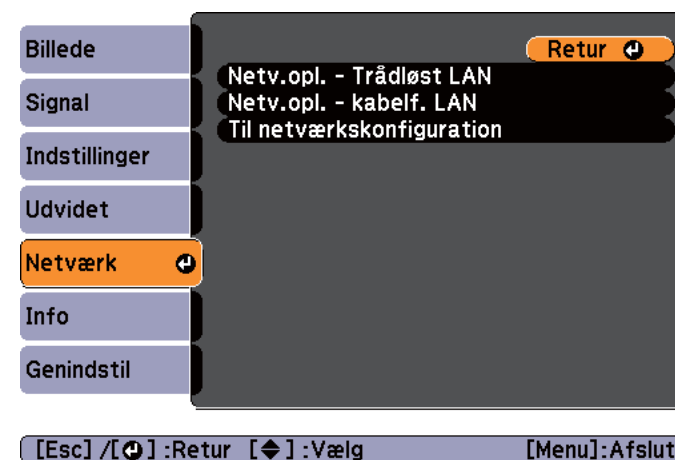 Billede
Signal
Indstillinger
Udvidet
Netværk
Info
Genindstil
Retur
Netv.opl. - Trådløst LAN
Netv.opl. - kabelf. LAN
Til netværkskonfiguration
[Esc] /[⏎] :Retur [◆] :Vælg [Menu]:Afslut